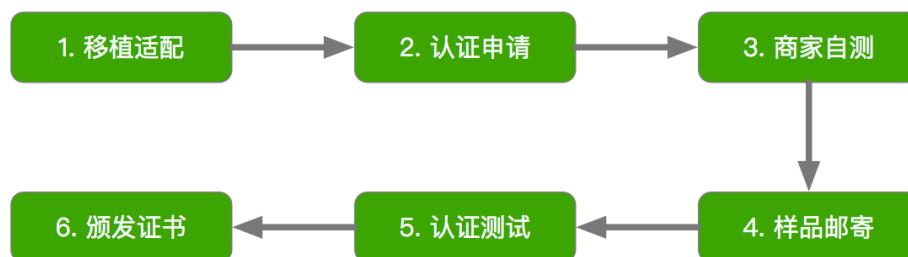 1. 移植适配
2. 认证申请
3. 商家自测
4. 样品邮寄
5. 认证测试
6. 颁发证书